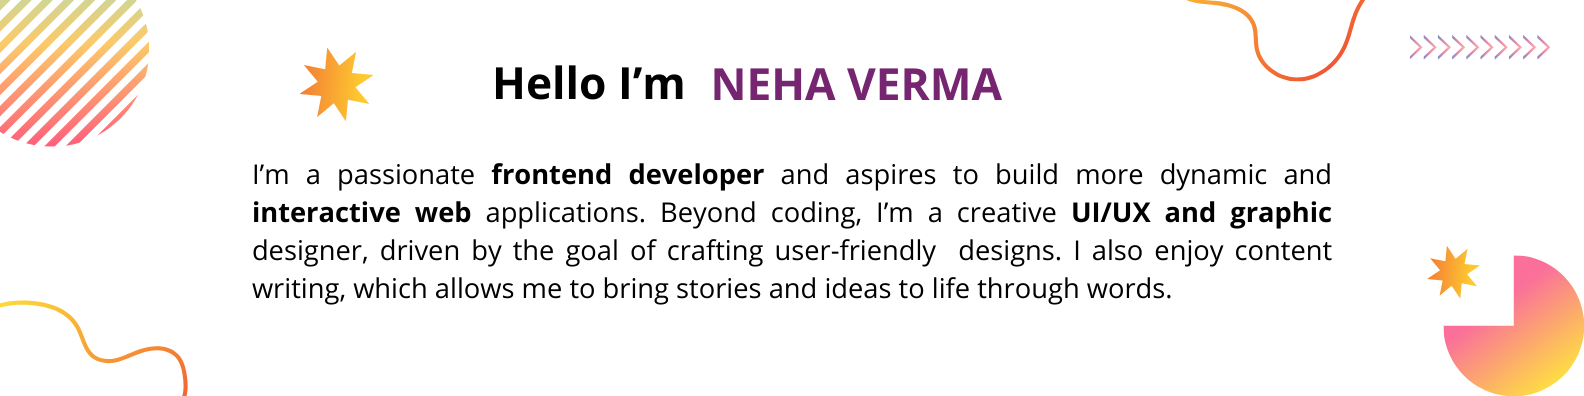 Hello I’m NEHA VERMA
I’m a passionate frontend developer and aspires to build more dynamic and
interactive web applications. Beyond coding, I’m a creative UI/UX and graphic
designer, driven by the goal of crafting user-friendly designs. I also enjoy content
writing, which allows me to bring stories and ideas to life through words.